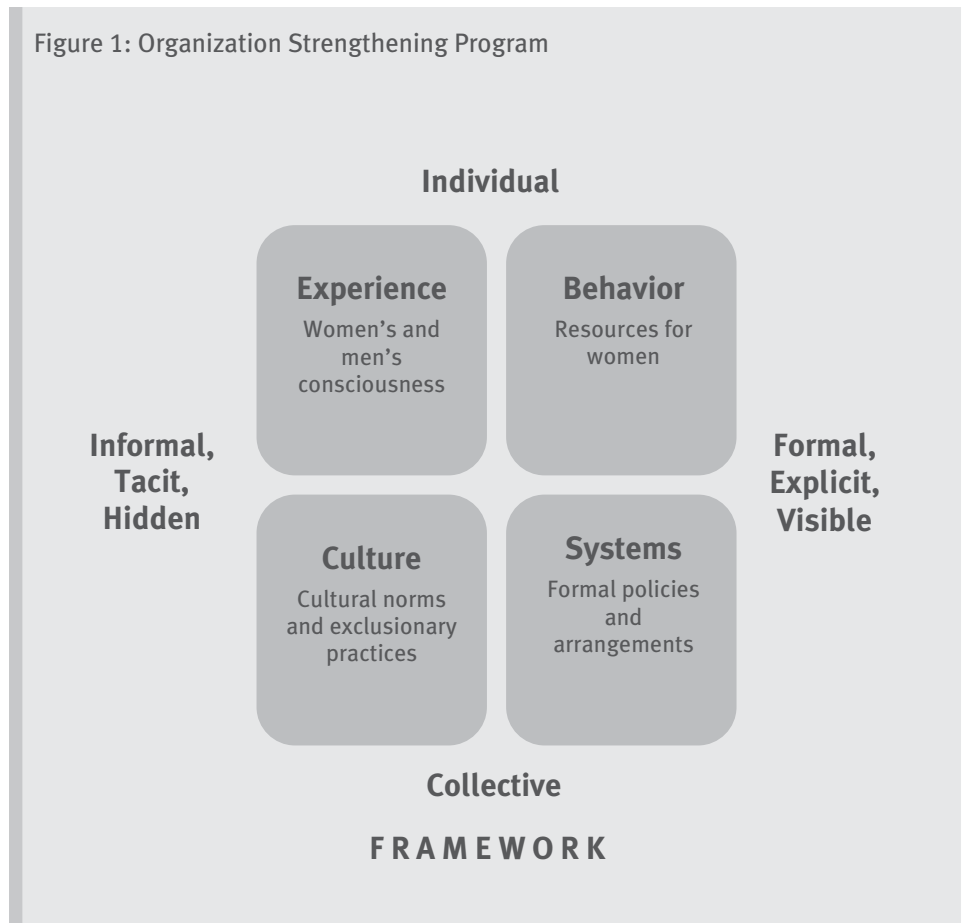 Figure 1: Organization Strengthening Program
Individual
Experience
Women’s and
men’s
consciousness
Behavior
Resources for
women
Informal,
Tacit,
Hidden
Formal,
Explicit,
Visible
Culture
Cultural norms
and exclusionary
practices
Systems
Formal policies
and
arrangements
Collective
FRAMEWORK